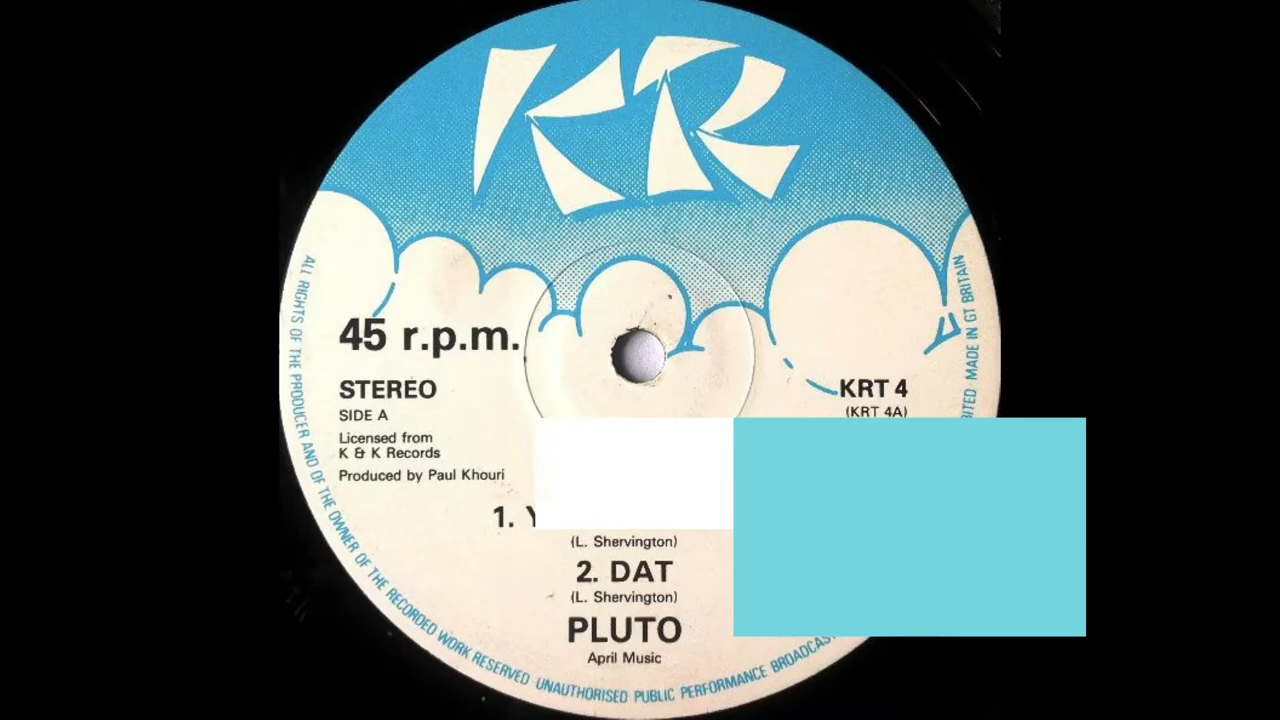 KR
45 r.p.m.
STEREO
SIDE A
Licensed from
K & K Records
Produced by Paul Khouri
KRT 4
(KRT 4A)
1. Y
(L. Shervington)
2. DAT
(L. Shervington)
PLUTO
April Music
ALL RIGHTS OF THE PRODUCER AND OF THE OWNER OF THE RECORDED WORK RESERVED UNAUTHORISED PUBLIC PERFORMANCE BROADCAS
MADE IN GT BRITAIN